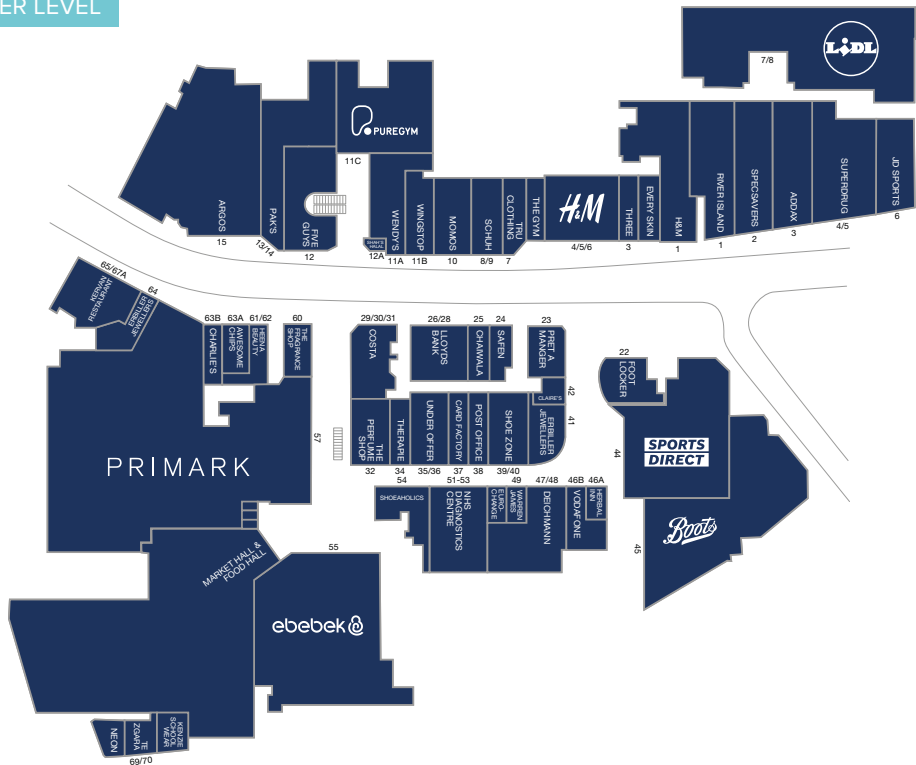 ER LEVEL
LIDL
7/8
PUREGYM
11C
ARGOS
15
PAK'S
13/14
FIVE
GUYS
12
SHAH'S
HALAL
12A
WENDY'S
11A
WINGSTOP
11B
MOMOS
10
SCHUH
8/9
TRU
CLOTHING
7
THE GYM
H&M
4/5/6
THREE
3
EVERY SKIN
H&M
1
RIVER ISLAND
1
SPECSAVERS
2
ADDAX
3
SUPERDRUG
4/5
JD SPORTS
6
65/67A
KERVAN
RESTAURANT
64
ERBILLER
JEWELLERS
63B
CHARLIE'S
63A
AWESOME
CHIPS
61/62
HEENA
BEAUTY
60
THE
FRAGRANCE
SHOP
29/30/31
COSTA
26/28
LLOYDS
BANK
25
CHAIWALA
24
SAFEN
23
PRET A
MANGER
22
FOOT
LOCKER
42
CLAIRE'S
41
ERBILLER
JEWELLERS
PRIMARK
57
THE
PERFUME
SHOP
32
THERAPIE
34
UNDER OFFER
35/36
CARD FACTORY
37
POST OFFICE
38
SHOE ZONE
39/40
44
SPORTS
DIRECT
54
SHOEAHOLICS
51-53
NHS
DIAGNOSTICS
CENTRE
EURO-
CHANGE
49
WARREN
JAMES
47/48
DEICHMANN
46B
VODAFONE
46A
HERBAL
INN
45
Boots
MARKET HALL &
FOOD HALL
55
ebebek
NEON
TE
ZGARA
KENZIE
SCHOOL
WEAR
69/70